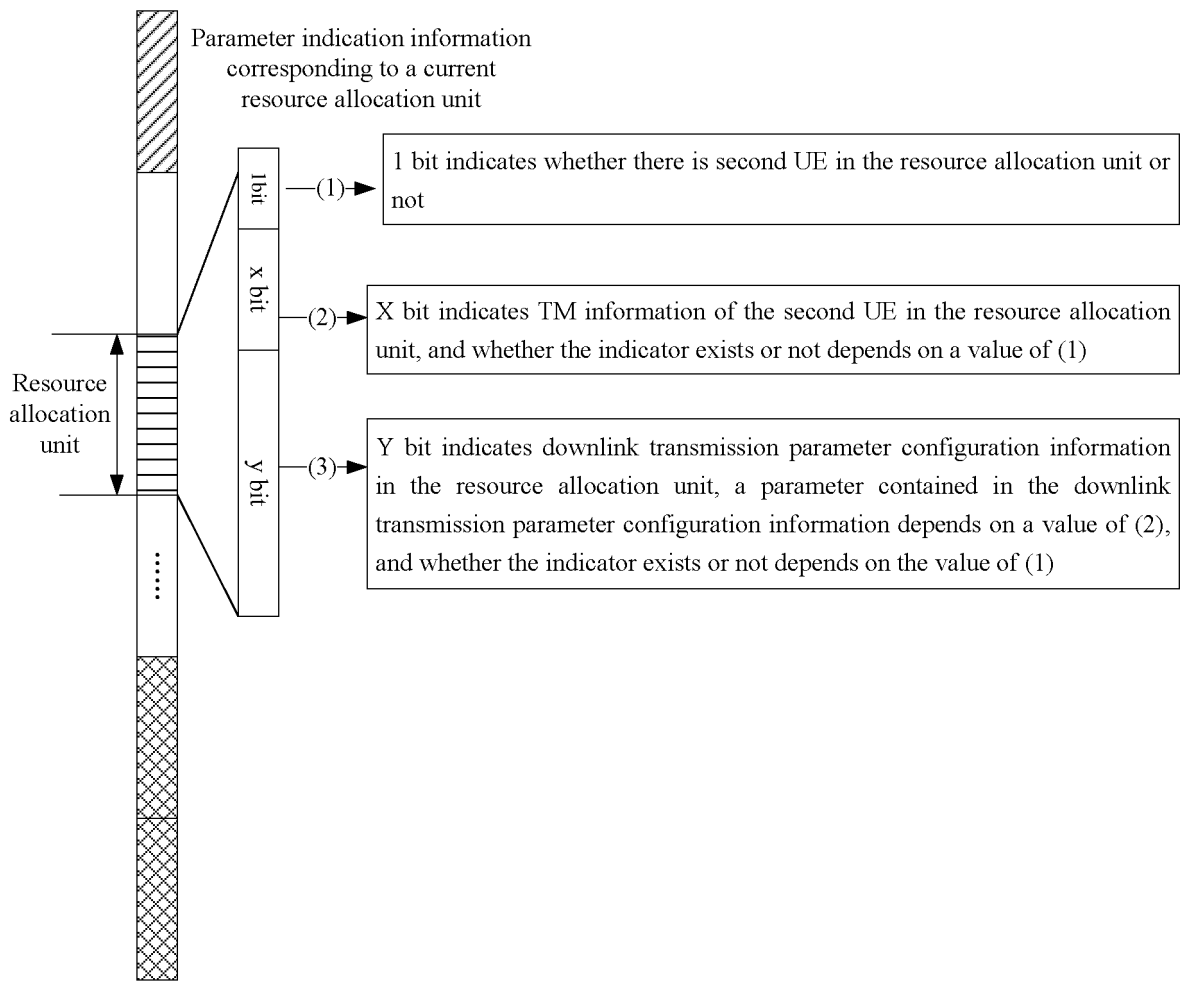 Parameter indication information
corresponding to a current
resource allocation unit
1bit
(1)
1 bit indicates whether there is second UE in the resource allocation unit or
not
x bit
(2)
X bit indicates TM information of the second UE in the resource allocation
unit, and whether the indicator exists or not depends on a value of (1)
Resource
allocation
unit
y bit
(3)
Y bit indicates downlink transmission parameter configuration information
in the resource allocation unit, a parameter contained in the downlink
transmission parameter configuration information depends on a value of (2),
and whether the indicator exists or not depends on the value of (1)
......